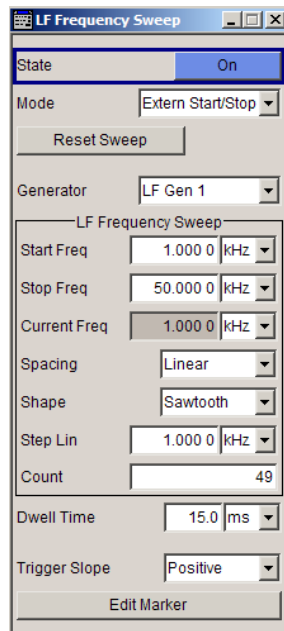 LF Frequency Sweep
State On
Mode Extern Start/Stop
Reset Sweep
Generator LF Gen 1
LF Frequency Sweep
Start Freq 1.000 0 kHz
Stop Freq 50.000 0 kHz
Current Freq 1.000 0 kHz
Spacing Linear
Shape Sawtooth
Step Lin 1.000 0 kHz
Count 49
Dwell Time 15.0 ms
Trigger Slope Positive
Edit Marker